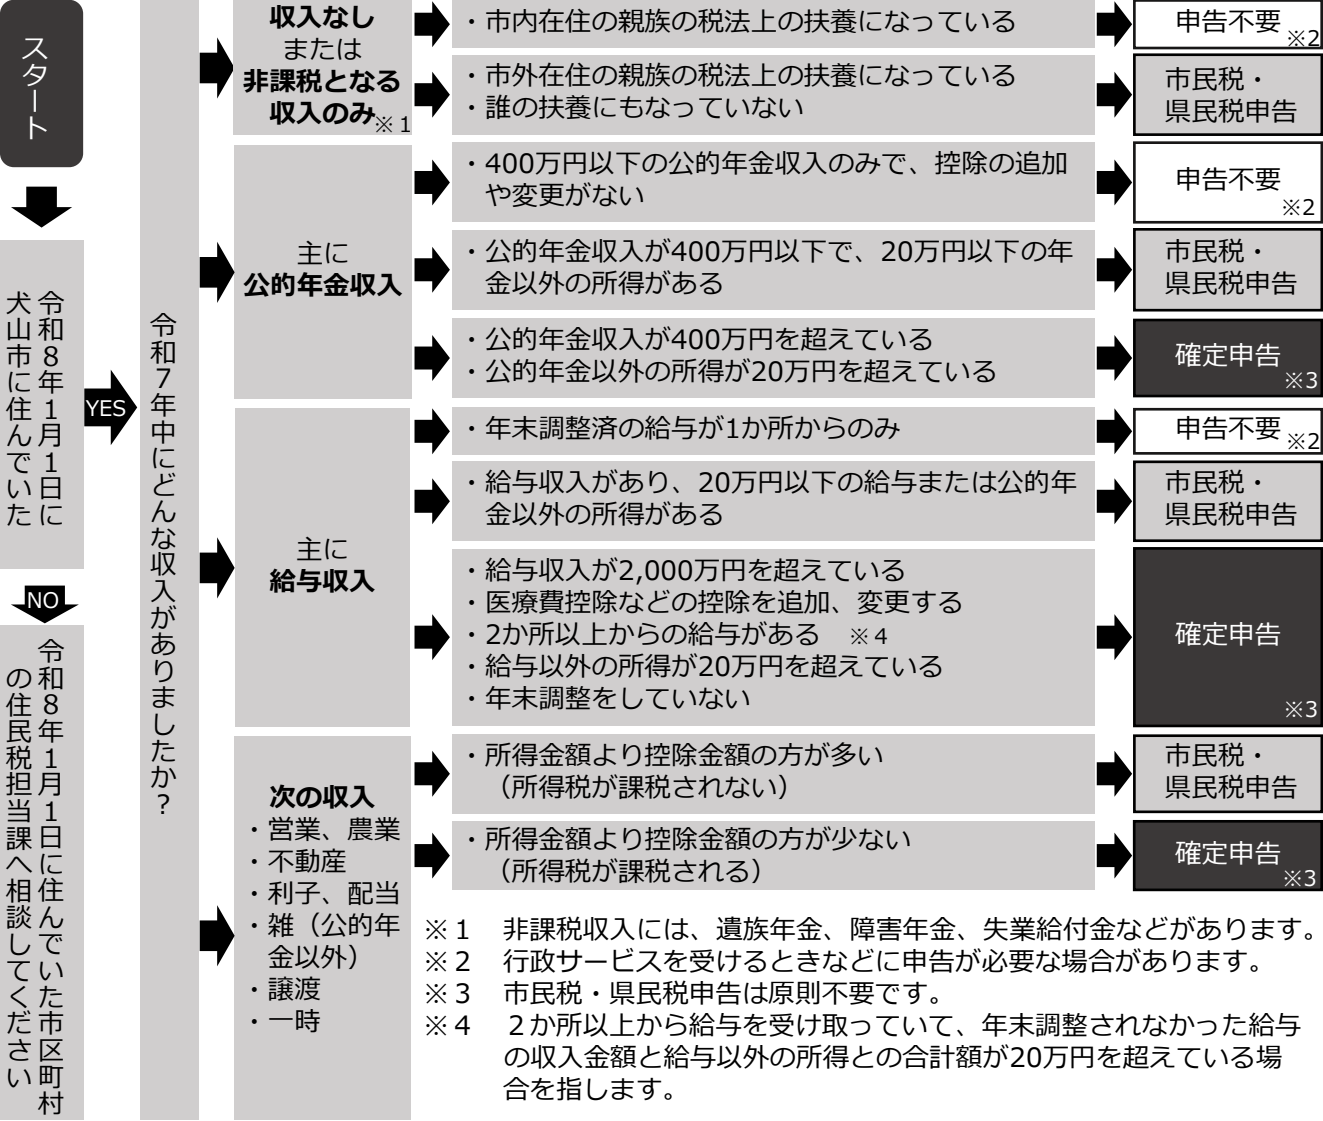 スタート
令和８年１月１日に
犬山市に住んでいた
YES
NO
令和８年１月１日に住んでいた市区町村
の住民税担当課へ相談してください
令和７年中にどんな収入がありましたか？
収入なし
または
非課税となる
収入のみ※１
・市内在住の親族の税法上の扶養になっている
申告不要※2
・市外在住の親族の税法上の扶養になっている
・誰の扶養にもなっていない
市民税・
県民税申告
主に
公的年金収入
・400万円以下の公的年金収入のみで、控除の追加
や変更がない
申告不要
※2
・公的年金収入が400万円以下で、20万円以下の年
金以外の所得がある
市民税・
県民税申告
・公的年金収入が400万円を超えている
・公的年金以外の所得が20万円を超えている
確定申告
※3
主に
給与収入
・年末調整済の給与が1か所からのみ
申告不要※2
・給与収入があり、20万円以下の給与または公的年
金以外の所得がある
市民税・
県民税申告
・給与収入が2,000万円を超えている
・医療費控除などの控除を追加、変更する
・2か所以上からの給与がある　※４
・給与以外の所得が20万円を超えている
・年末調整をしていない
確定申告
※3
次の収入
・営業、農業
・不動産
・利子、配当
・雑（公的年
金以外）
・譲渡
・一時
・所得金額より控除金額の方が多い
（所得税が課税されない）
市民税・
県民税申告
・所得金額より控除金額の方が少ない
（所得税が課税される）
確定申告
※3
※１　非課税収入には、遺族年金、障害年金、失業給付金などがあります。
※２　行政サービスを受けるときなどに申告が必要な場合があります。
※３　市民税・県民税申告は原則不要です。
※４　２か所以上から給与を受け取っていて、年末調整されなかった給与
の収入金額と給与以外の所得との合計額が20万円を超えている場
合を指します。